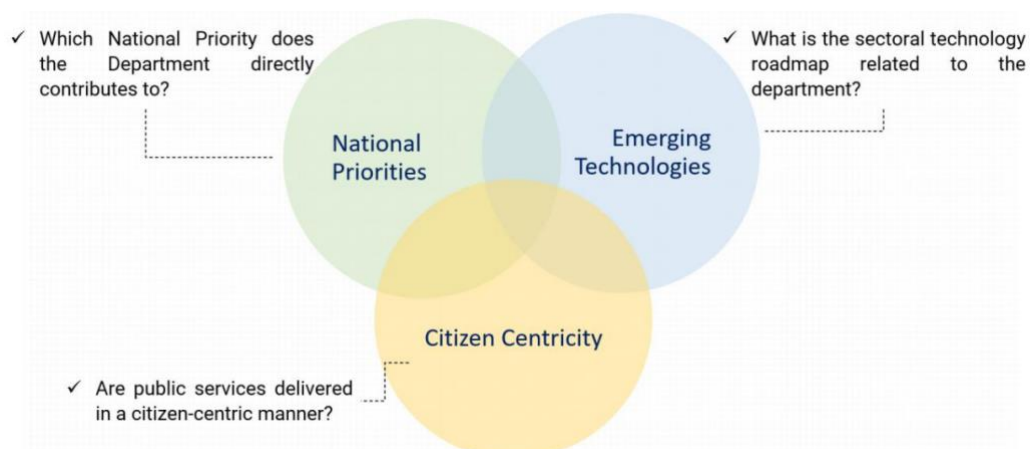 ✓ Which National Priority does
the Department directly
contributes to?
✓ What is the sectoral technology
roadmap related to the
department?
National
Priorities
Emerging
Technologies
Citizen Centricity
✓ Are public services delivered
in a citizen-centric manner?